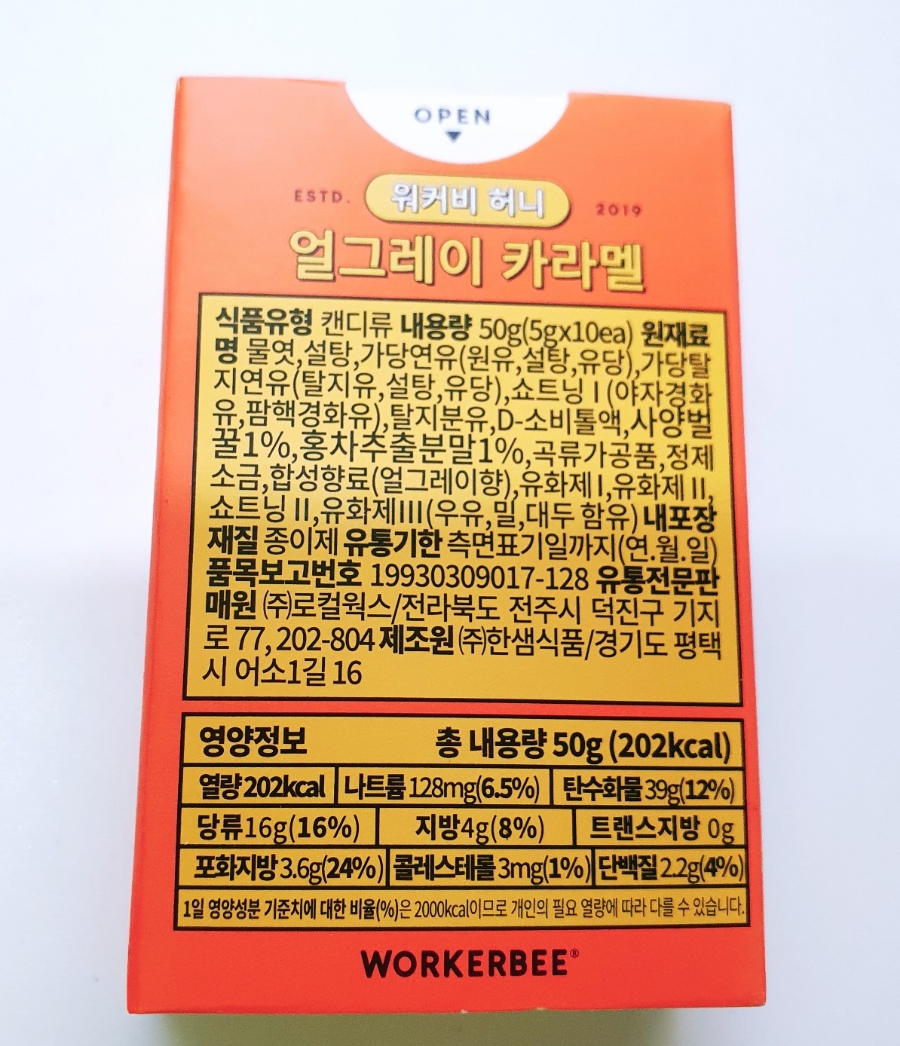 OPEN
ESTD. 워커비 허니 2019
얼그레이 카라멜
식품유형 캔디류 내용량 50g(5gx10ea) 원재료
명 물엿,설탕,가당연유(원유,설탕,유당),가당탈
지연유(탈지유,설탕,유당),쇼트닝Ⅰ(야자경화
유,팜핵경화유),탈지분유,D-소비톨액,사양벌
꿀1%,홍차추출분말1%,곡류가공품,정제
소금,합성향료(얼그레이향),유화제Ⅰ,유화제Ⅱ,
쇼트닝Ⅱ,유화제Ⅲ(우유,밀,대두 함유) 내포장
재질 종이제 유통기한 측면표기일까지(연.월.일)
품목보고번호 19930309017-128 유통전문판
매원 ㈜로컬웍스/전라북도 전주시 덕진구 기지
로 77, 202-804 제조원 ㈜한샘식품/경기도 평택
시 어소1길 16
영양정보 총 내용량 50g (202kcal)
열량 202kcal 나트륨 128mg(6.5%) 탄수화물 39g(12%)
당류16g(16%) 지방4g(8%) 트랜스지방 0g
포화지방 3.6g(24%) 콜레스테롤 3mg(1%) 단백질 2.2g(4%)
1일 영양성분 기준치에 대한 비율(%)은 2000kcal이므로 개인의 필요 열량에 따라 다를 수 있습니다.
WORKERBEE®